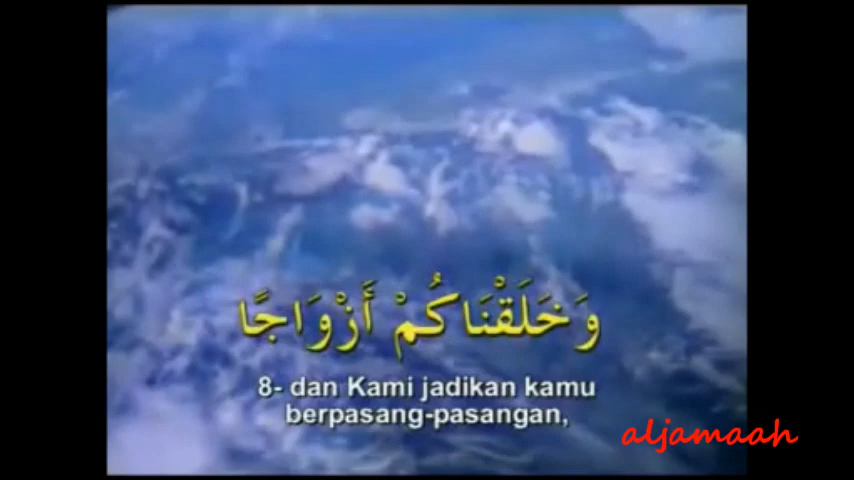 وَخَلَقْنَاكُمْ أَزْوَاجًا
8- dan Kami jadikan kamu
berpasang-pasangan,
aljamaah